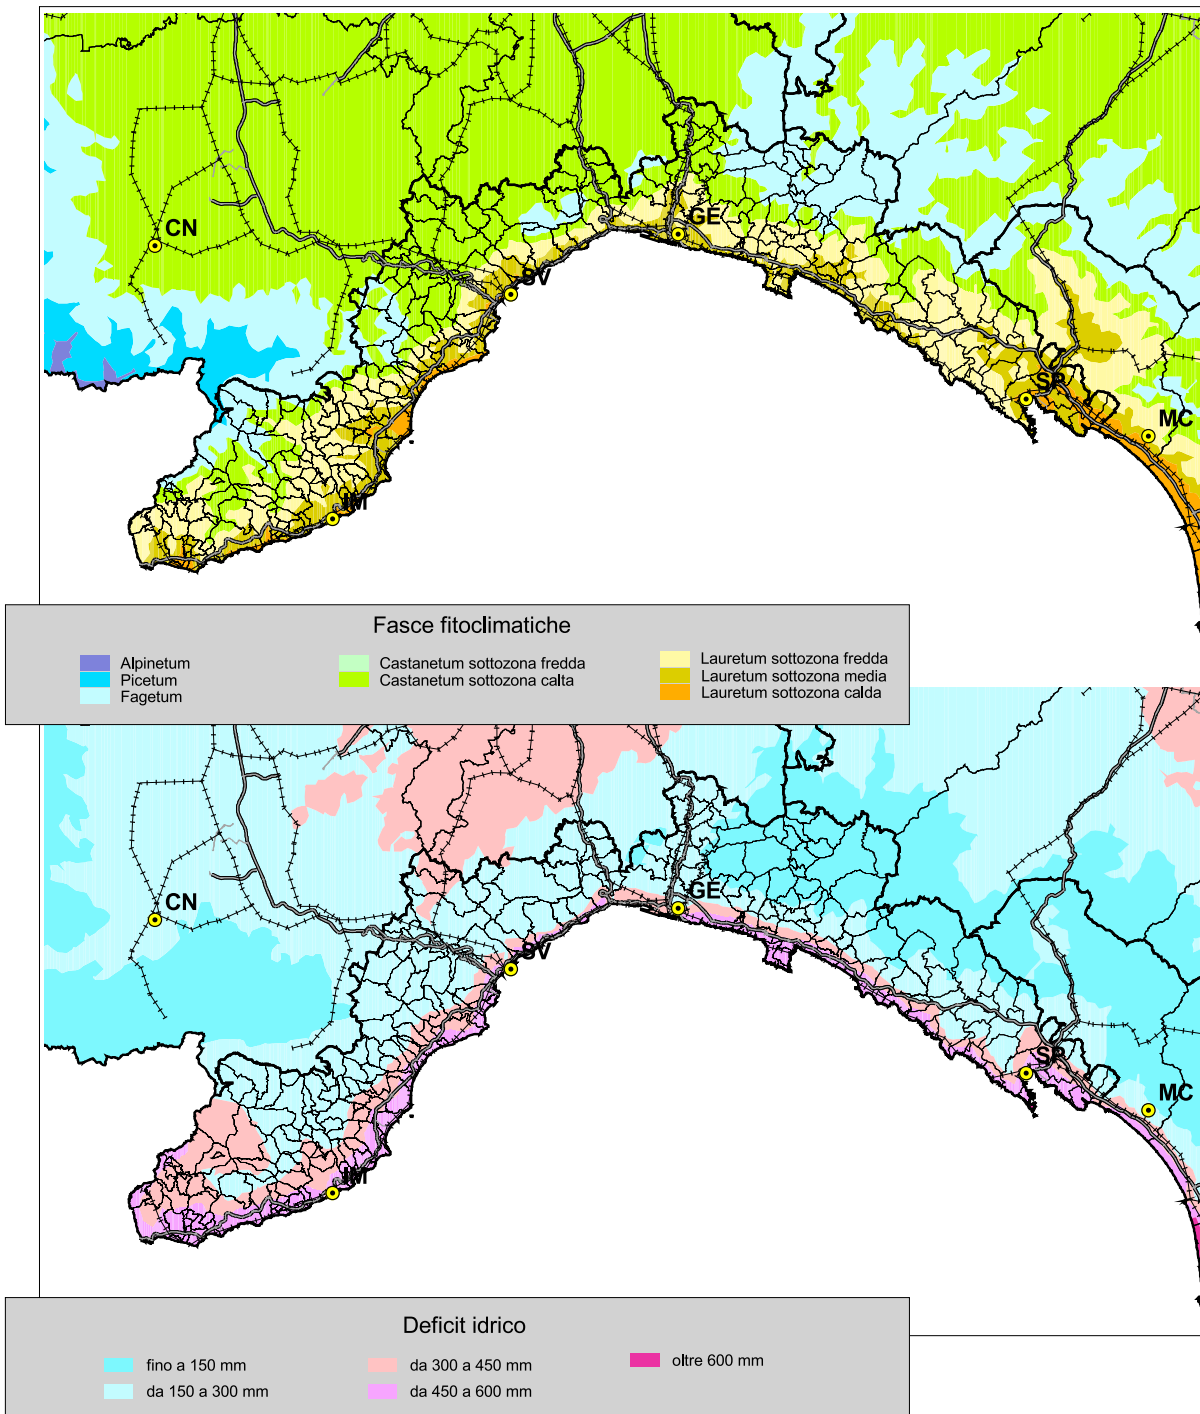 CN
GE
SV
SP
MC
IM
Fasce fitoclimatiche
Alpinetum
Picetum
Fagetum
Castanetum sottozona fredda
Castanetum sottozona calta
Lauretum sottozona fredda
Lauretum sottozona media
Lauretum sottozona calda
CN
GE
SV
SP
MC
IM
Deficit idrico
fino a 150 mm
da 150 a 300 mm
da 300 a 450 mm
da 450 a 600 mm
oltre 600 mm